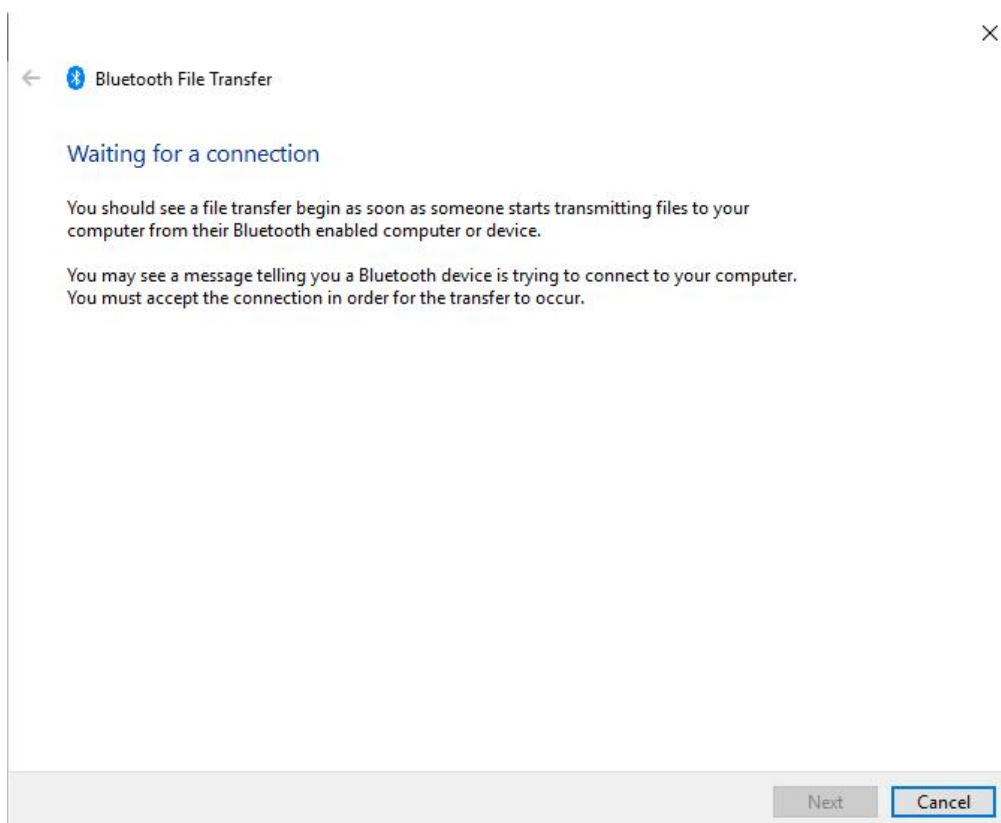 Bluetooth File Transfer
Waiting for a connection
You should see a file transfer begin as soon as someone starts transmitting files to your
computer from their Bluetooth enabled computer or device.
You may see a message telling you a Bluetooth device is trying to connect to your computer.
You must accept the connection in order for the transfer to occur.
Next
Cancel